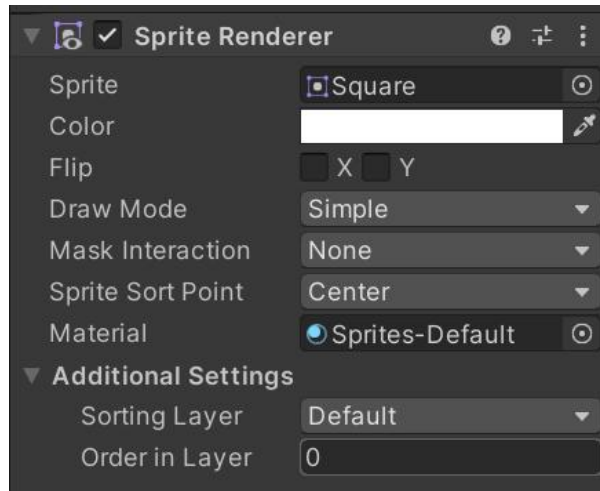 Sprite Renderer
Sprite Square
Color
Flip X Y
Draw Mode Simple
Mask Interaction None
Sprite Sort Point Center
Material Sprites-Default
Additional Settings
Sorting Layer Default
Order in Layer 0